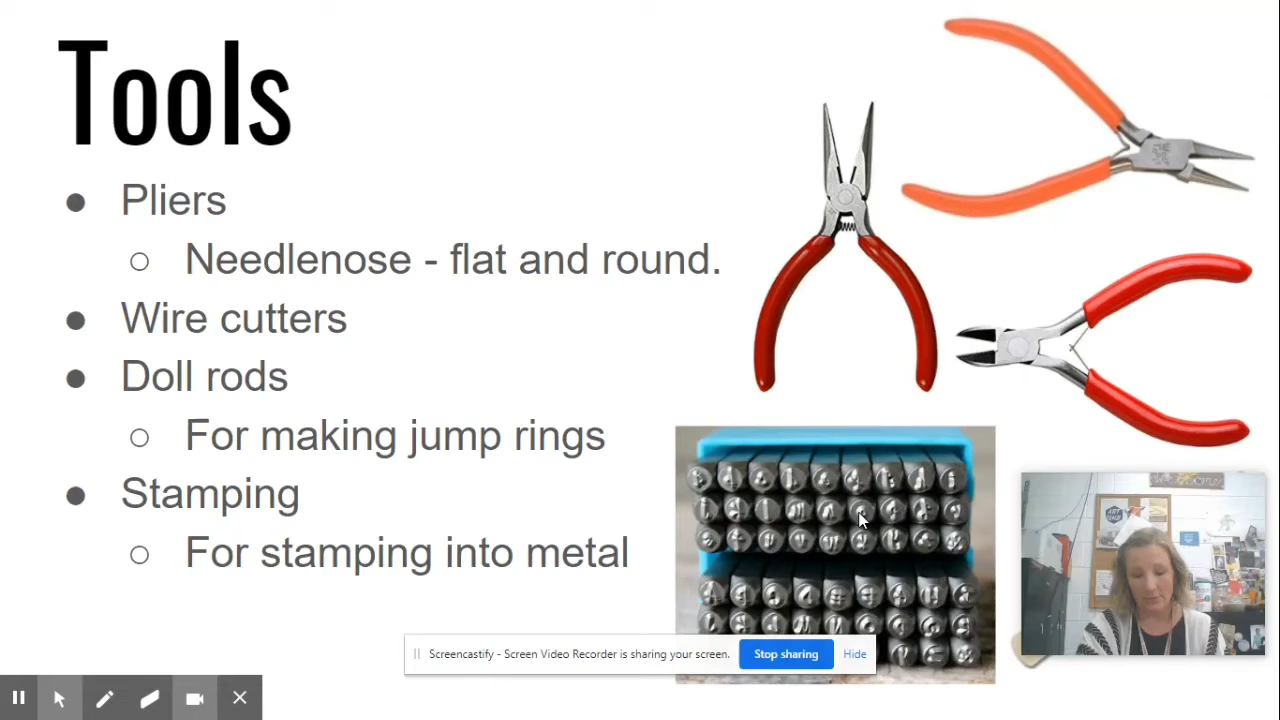 Tools
● Pliers
○ Needlenose - flat and round.
● Wire cutters
● Doll rods
○ For making jump rings
● Stamping
○ For stamping into metal
Screencastify - Screen Video Recorder is sharing your screen. Stop sharing Hide